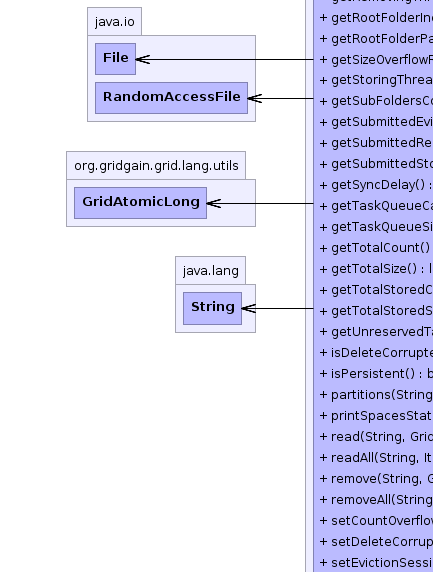 java.io
File
RandomAccessFile
org.gridgain.grid.lang.utils
GridAtomicLong
java.lang
String
+ getRootFolderIn
+ getRootFolderPa
+ getSizeOverflowR
+ getStoringThrea
+ getSubFoldersCo
+ getSubmittedEvi
+ getSubmittedRe
+ getSubmittedSto
+ getSyncDelay() :
+ getTaskQueueCa
+ getTaskQueueSi
+ getTotalCount()
+ getTotalSize() : l
+ getTotalStoredC
+ getTotalStoredS
+ getUnreservedTa
+ isDeleteCorrupte
+ isPersistent() : b
+ partitions(String
+ printSpacesStat
+ read(String, Gric
+ readAll(String, It
+ remove(String, G
+ removeAll(String
+ setCountOverflow
+ setDeleteCorrup
+ setEvictionSessi